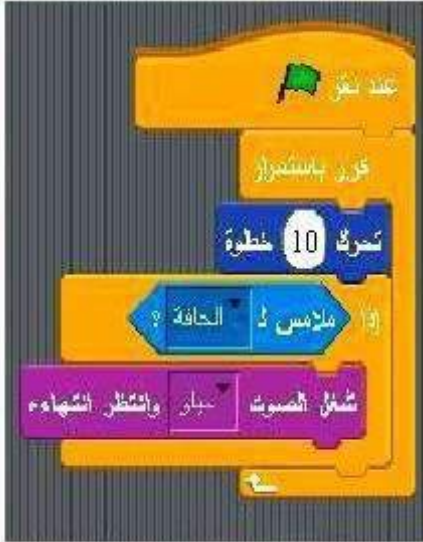 عند نقر
كرر باستمرار
تحرك 10 خطوة
إذا ملامس لـ الحافة ؟
شغل الصوت وانتظر انتهاءه